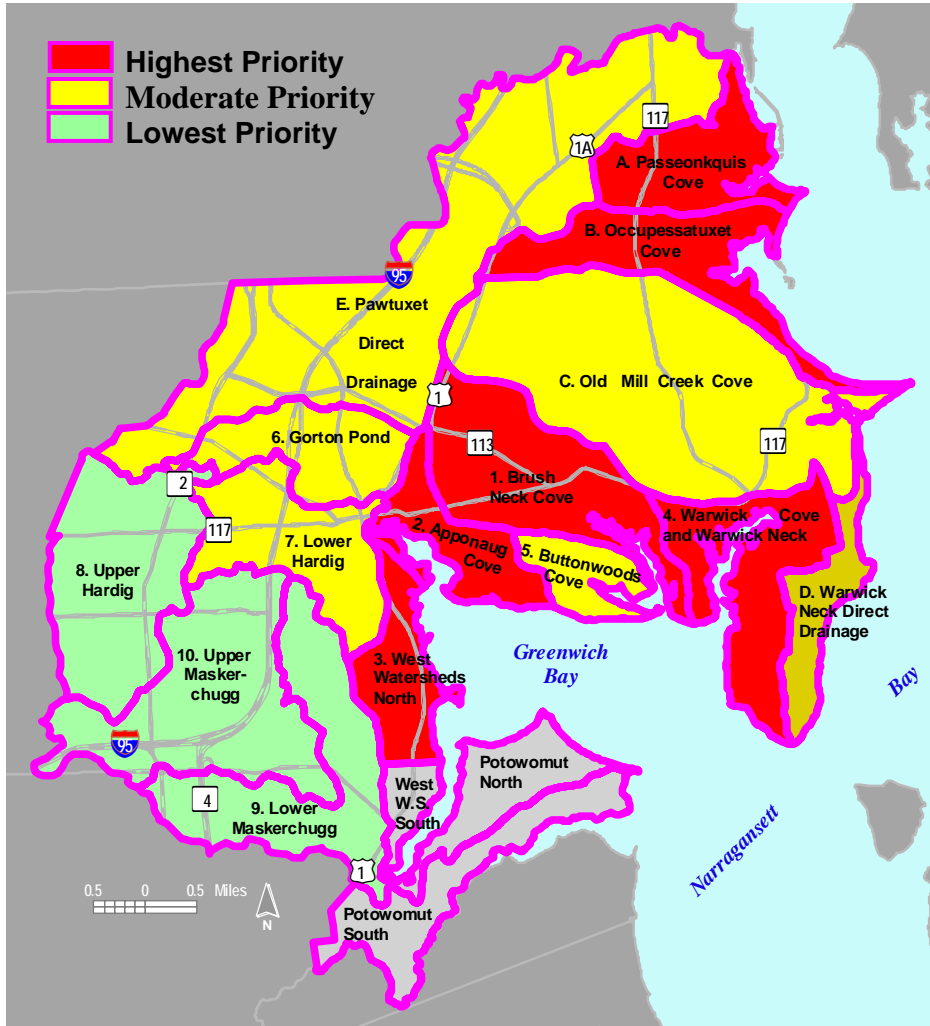 Highest Priority
Moderate Priority
Lowest Priority
117
1A
A. Passeonkquis
Cove
B. Occupessatuxet
Cove
95
E. Pawtuxet
Direct
Drainage
C. Old Mill Creek Cove
1
6. Gorton Pond
113
117
2
1. Brush
Neck Cove
4. Warwick Cove
and Warwick Neck
117
7. Lower
Hardig
2. Apponaug
Cove
5. Buttonwoods
Cove
8. Upper
Hardig
D. Warwick
Neck Direct
Drainage
10. Upper
Masker-
chugg
3. West
Watersheds
North
Greenwich
Bay
Bay
95
West
W.S.
South
Potowomut
North
4
9. Lower
Maskerchugg
Narragansett
1
0.5 0 0.5 Miles
N
Potowomut
South